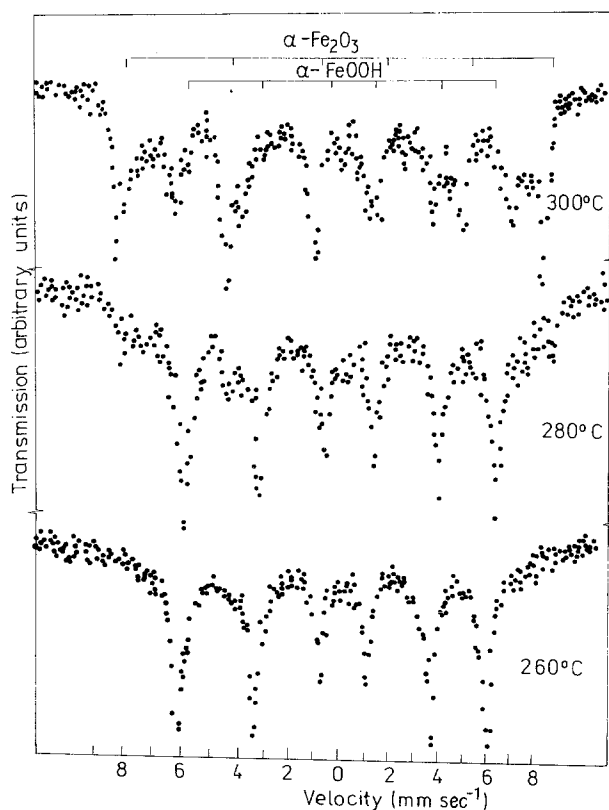 α-Fe₂O₃
α-FeOOH
300°C
280°C
260°C
Transmission (arbitrary units)
8 6 4 2 0 2 4 6 8
Velocity (mm sec⁻¹)